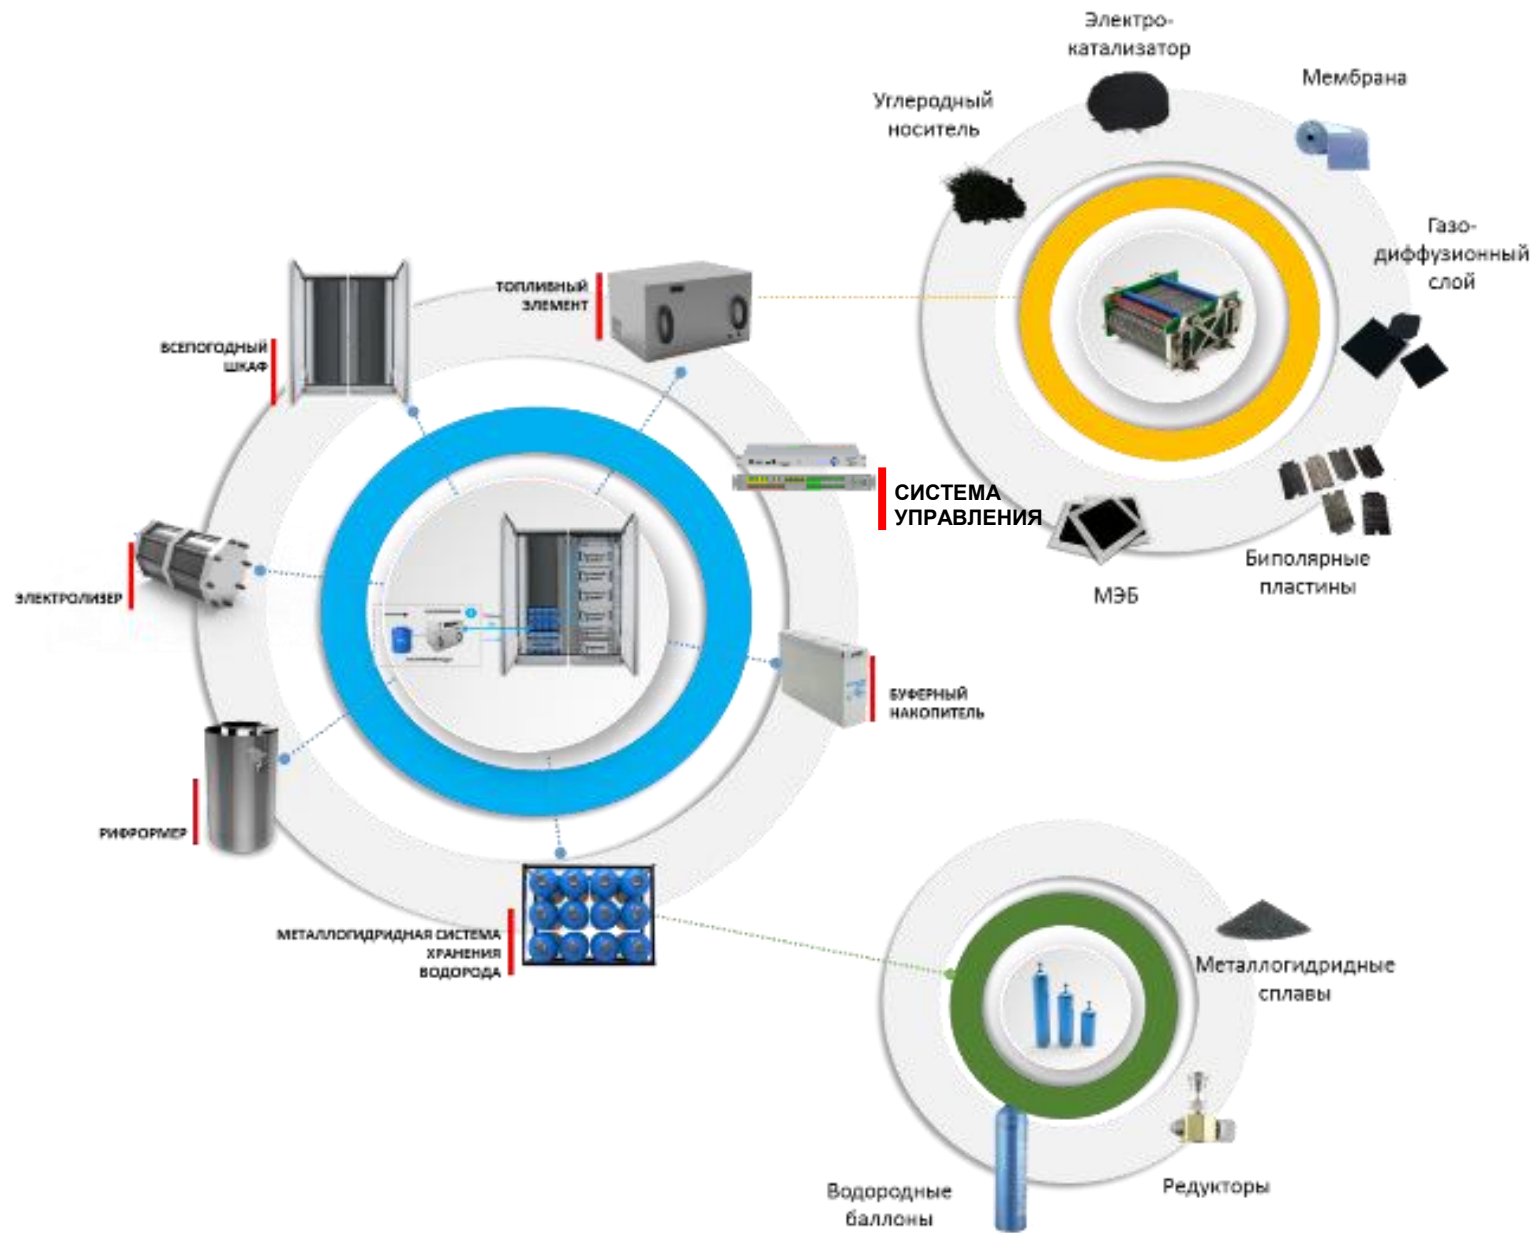 Электро-
катализатор
Мембрана
Углеродный
носитель
Газо-
диффузионный
слой
ТОПЛИВНЫЙ
ЭЛЕМЕНТ
ВСЕПОГОДНЫЙ
ШКАФ
СИСТЕМА
УПРАВЛЕНИЯ
Биполярные
пластины
МЭБ
ЭЛЕКТРОЛИЗЕР
БУФЕРНЫЙ
НАКОПИТЕЛЬ
РИФРОРМЕР
МЕТАЛЛОГИДРИДНАЯ СИСТЕМА
ХРАНЕНИЯ
ВОДОРОДА
Металлогидридные
сплавы
Редукторы
Водородные
баллоны